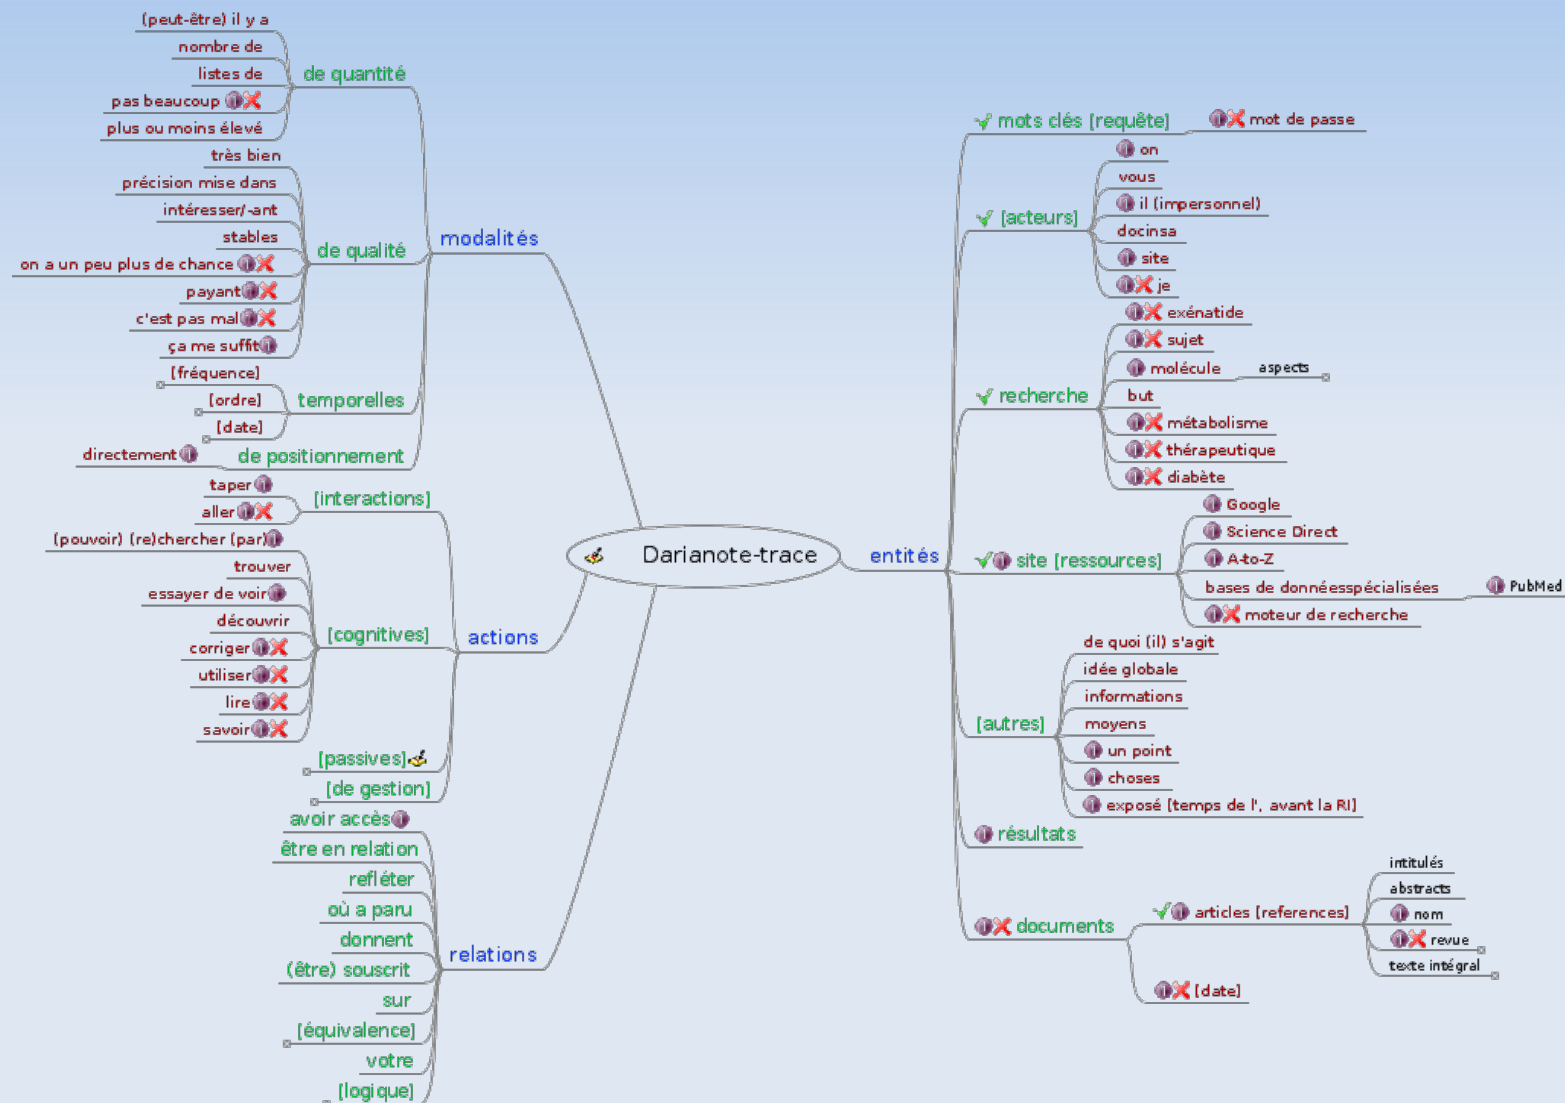 Darianote-trace
modalités
de quantité
(peut-être) il y a
nombre de
listes de
pas beaucoup
plus ou moins élevé
de qualité
très bien
précision mise dans
intéresser/-ant
stables
on a un peu plus de chance
payant
c'est pas mal
ça me suffit
temporelles
[fréquence]
[ordre]
[date]
de positionnement
directement
actions
[interactions]
taper
aller
[cognitives]
(pouvoir) (re)chercher (par)
trouver
essayer de voir
découvrir
corriger
utiliser
lire
savoir
[passives]
[de gestion]
relations
avoir accès
être en relation
refléter
où a paru
donnent
(être) souscrit
sur
[équivalence]
votre
[logique]
entités
mots clés [requête]
mot de passe
[acteurs]
on
vous
il (impersonnel)
docinsa
site
je
recherche
exénatide
sujet
molécule
aspects
but
métabolisme
thérapeutique
diabète
site [ressources]
Google
Science Direct
A-to-Z
bases de donnéesspécialisées
PubMed
moteur de recherche
[autres]
de quoi (il) s'agit
idée globale
informations
moyens
un point
choses
exposé [temps de l', avant la RI]
résultats
documents
articles [references]
intitulés
abstracts
nom
revue
texte intégral
[date]